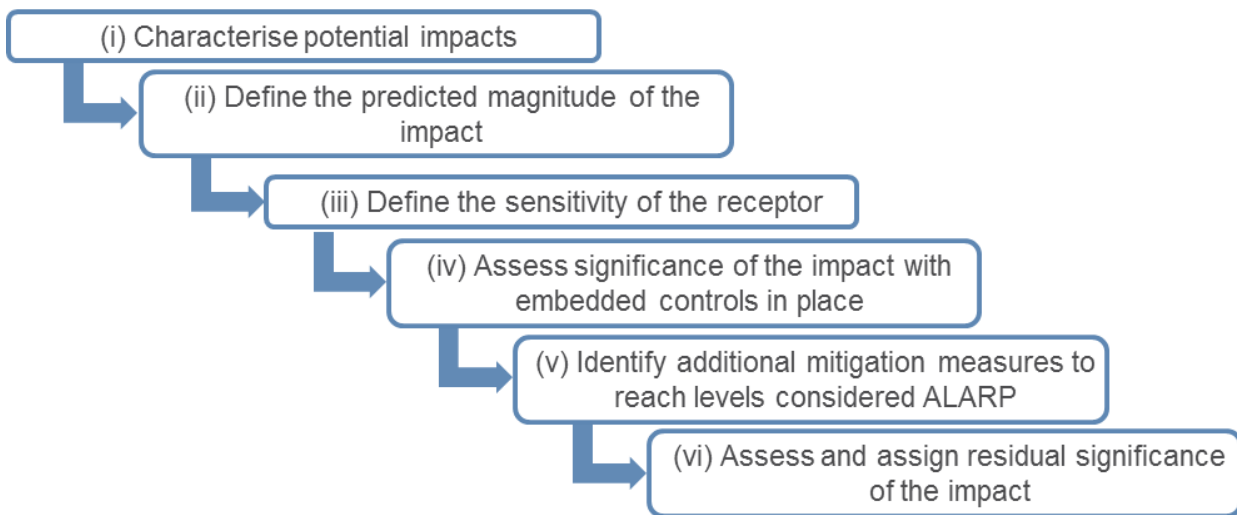 (i) Characterise potential impacts
(ii) Define the predicted magnitude of the
impact
(iii) Define the sensitivity of the receptor
(iv) Assess significance of the impact with
embedded controls in place
(v) Identify additional mitigation measures to
reach levels considered ALARP
(vi) Assess and assign residual significance
of the impact